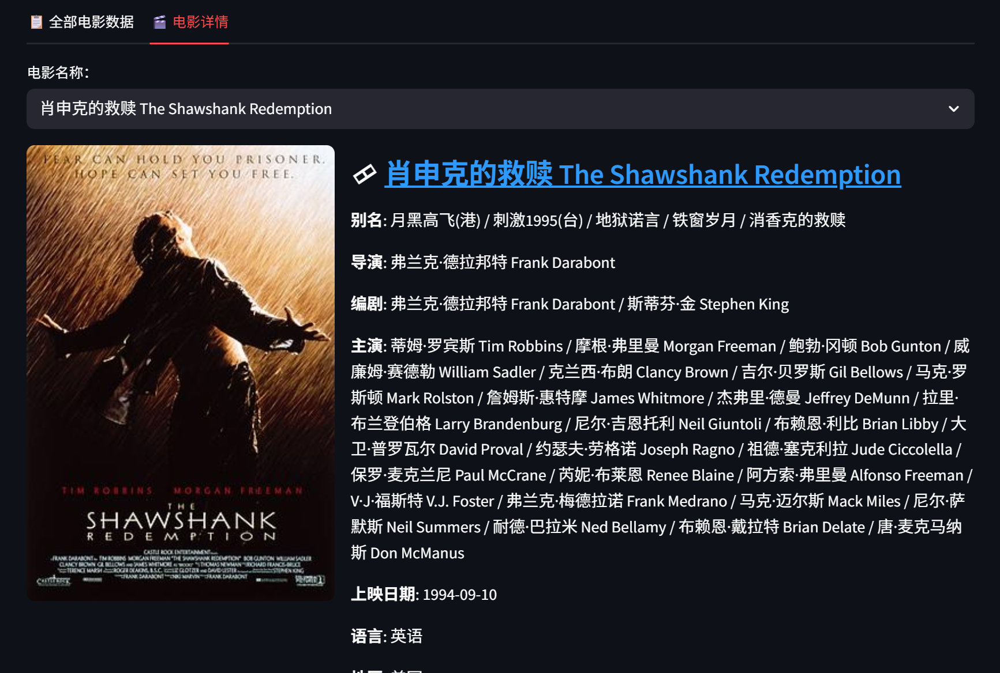 全部电影数据
电影详情
电影名称：
肖申克的救赎 The Shawshank Redemption
FEAR CAN HOLD YOU PRISONER.
HOPE CAN SET YOU FREE.
TIM ROBBINS MORGAN FREEMAN
THE
SHAWSHANK
REDEMPTION
CASTLE ROCK ENTERTAINMENT
肖申克的救赎 The Shawshank Redemption
别名: 月黑高飞(港) / 刺激1995(台) / 地狱诺言 / 铁窗岁月 / 消香克的救赎
导演: 弗兰克·德拉邦特 Frank Darabont
编剧: 弗兰克·德拉邦特 Frank Darabont / 斯蒂芬·金 Stephen King
主演: 蒂姆·罗宾斯 Tim Robbins / 摩根·弗里曼 Morgan Freeman / 鲍勃·冈顿 Bob Gunton / 威
廉姆·赛德勒 William Sadler / 克兰西·布朗 Clancy Brown / 吉尔·贝罗斯 Gil Bellows / 马克·罗
斯顿 Mark Rolston / 詹姆斯·惠特摩 James Whitmore / 杰弗里·德曼 Jeffrey DeMunn / 拉里·
布兰登伯格 Larry Brandenburg / 尼尔·吉恩托利 Neil Giuntoli / 布赖恩·利比 Brian Libby / 大
卫·普罗瓦尔 David Proval / 约瑟夫·劳格诺 Joseph Ragno / 祖德·塞克利拉 Jude Ciccolella /
保罗·麦克兰尼 Paul McCrane / 芮妮·布莱恩 Renee Blaine / 阿方索·弗里曼 Alfonso Freeman /
V·J·福斯特 V.J. Foster / 弗兰克·梅德拉诺 Frank Medrano / 马克·迈尔斯 Mack Miles / 尼尔·萨
默斯 Neil Summers / 耐德·巴拉米 Ned Bellamy / 布赖恩·戴拉特 Brian Delate / 唐·麦克马纳
斯 Don McManus
上映日期: 1994-09-10
语言: 英语